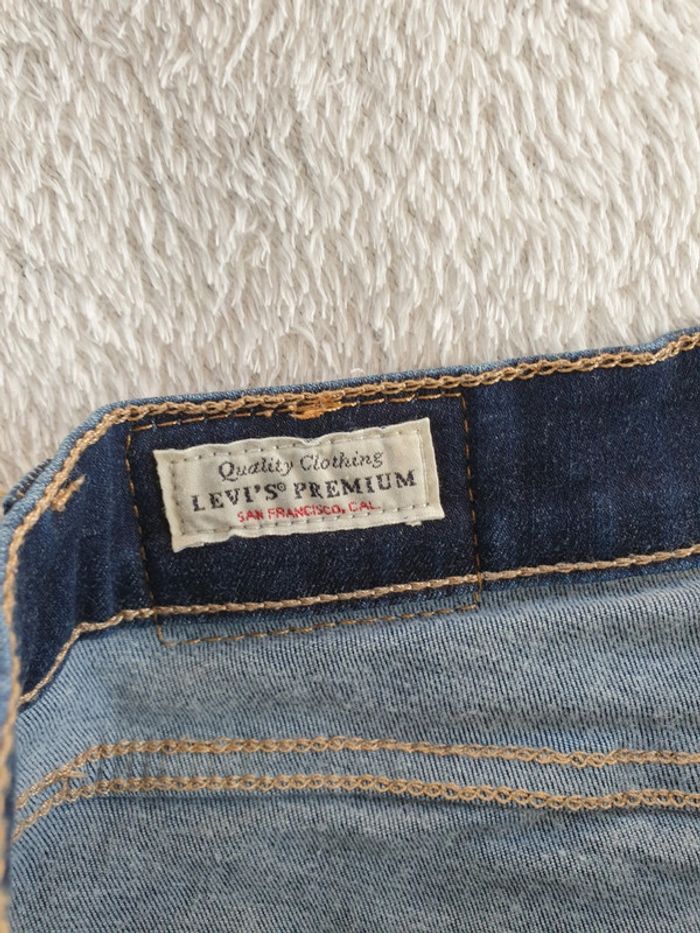 Quality Clothing
LEVI'S® PREMIUM
SAN FRANCISCO, CAL.